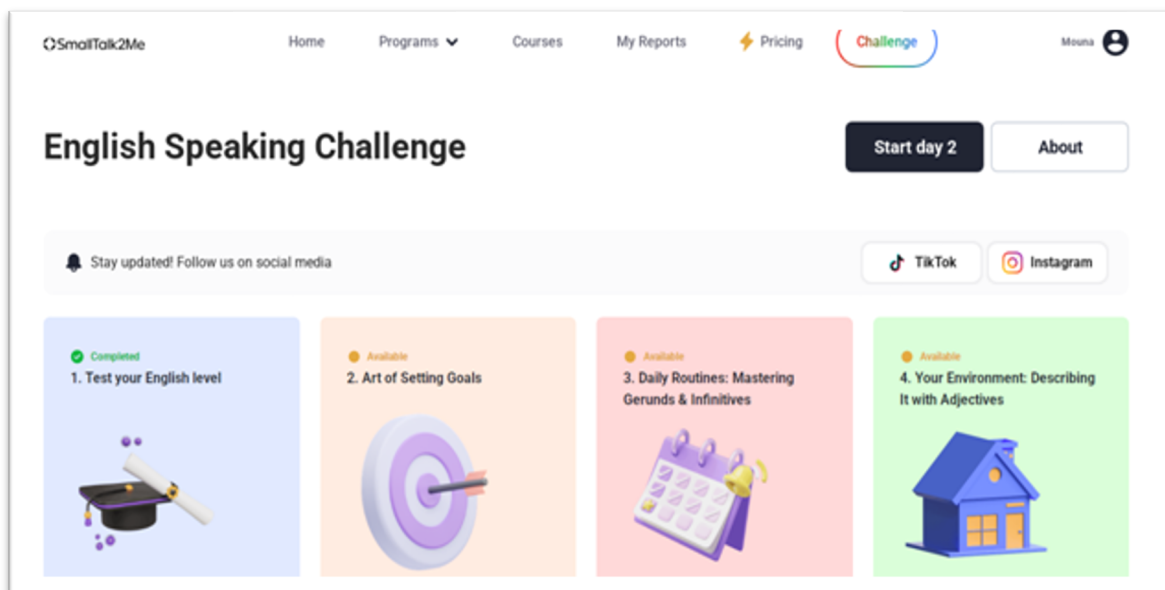 SmallTalk2Me
Home
Programs
Courses
My Reports
Pricing
Challenge
Mouna
English Speaking Challenge
Start day 2
About
Stay updated! Follow us on social media
TikTok
Instagram
Completed
1. Test your English level
Available
2. Art of Setting Goals
Available
3. Daily Routines: Mastering
Gerunds & Infinitives
Available
4. Your Environment: Describing
It with Adjectives